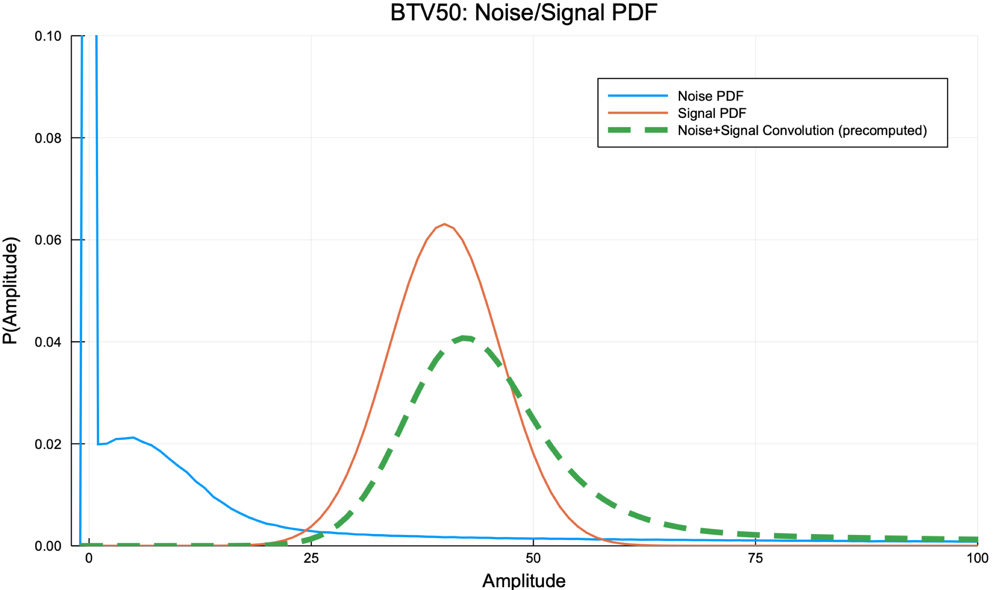 BTV50: Noise/Signal PDF
0.10
0.08
0.06
0.04
0.02
0.00
P(Amplitude)
Noise PDF
Signal PDF
Noise+Signal Convolution (precomputed)
0
25
50
75
100
Amplitude